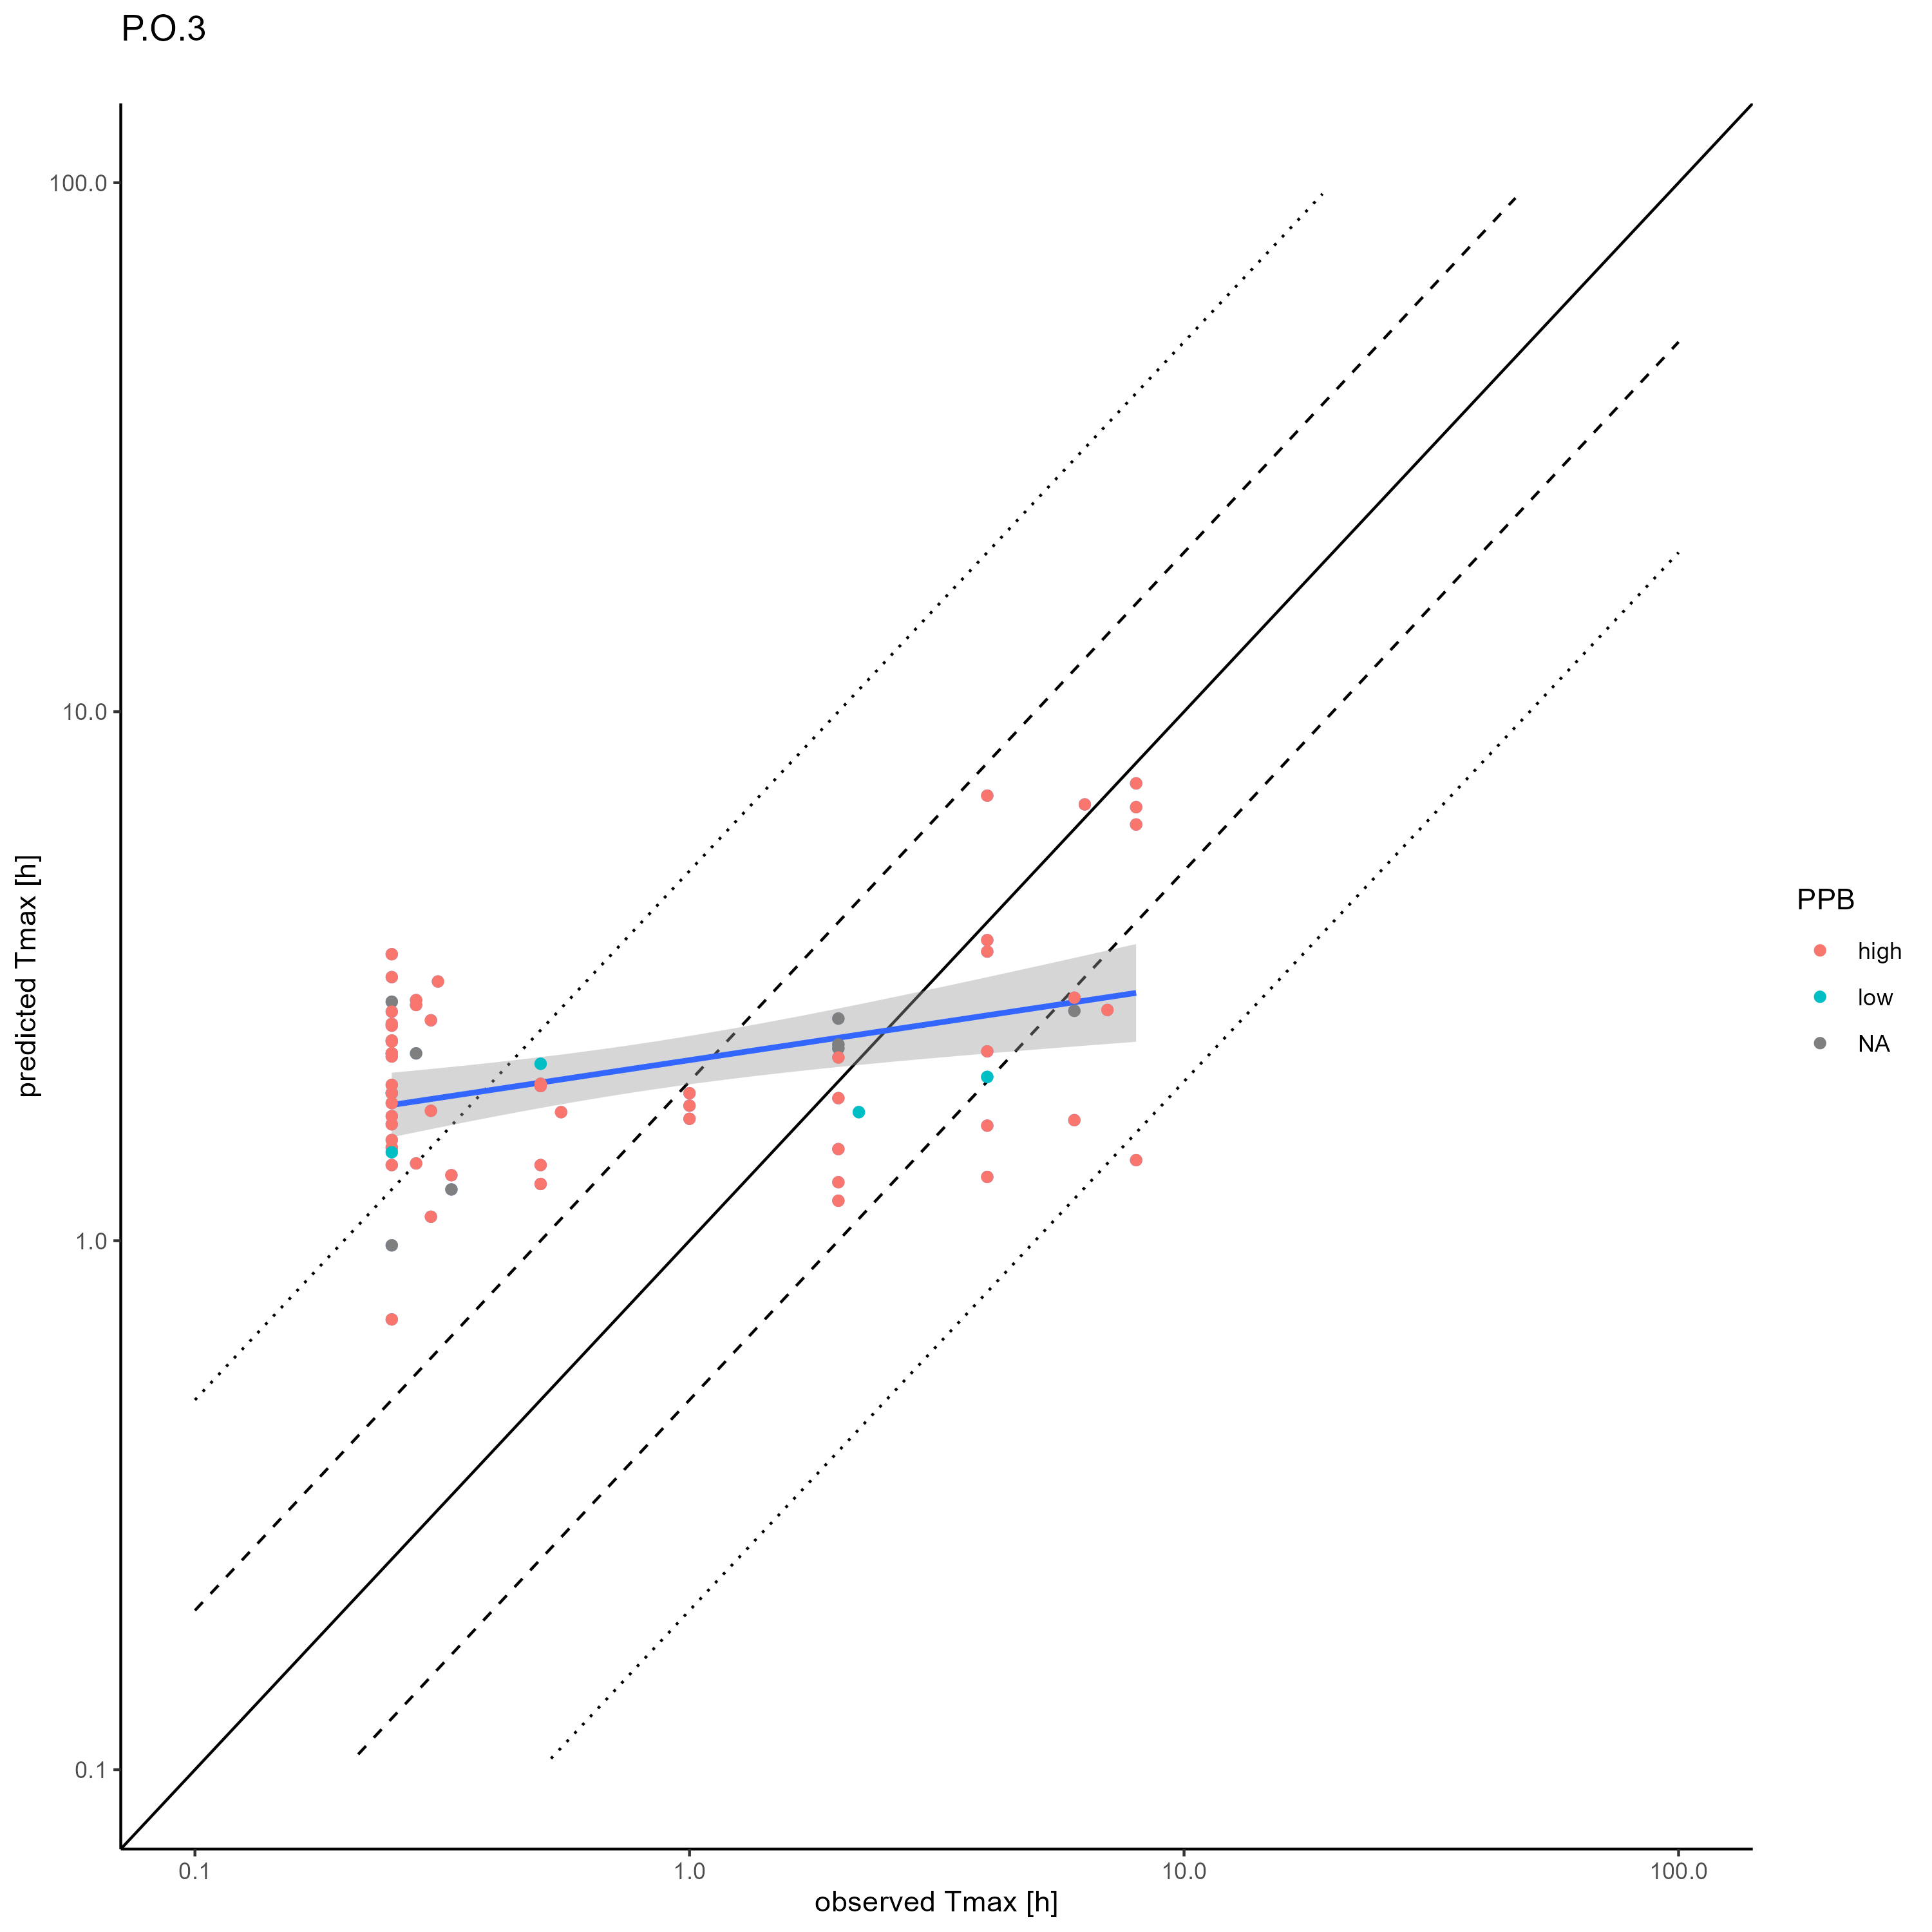 P.O.3
100.0
10.0
1.0
0.1
predicted Tmax [h]
0.1
1.0
10.0
100.0
observed Tmax [h]
PPB
high
low
NA